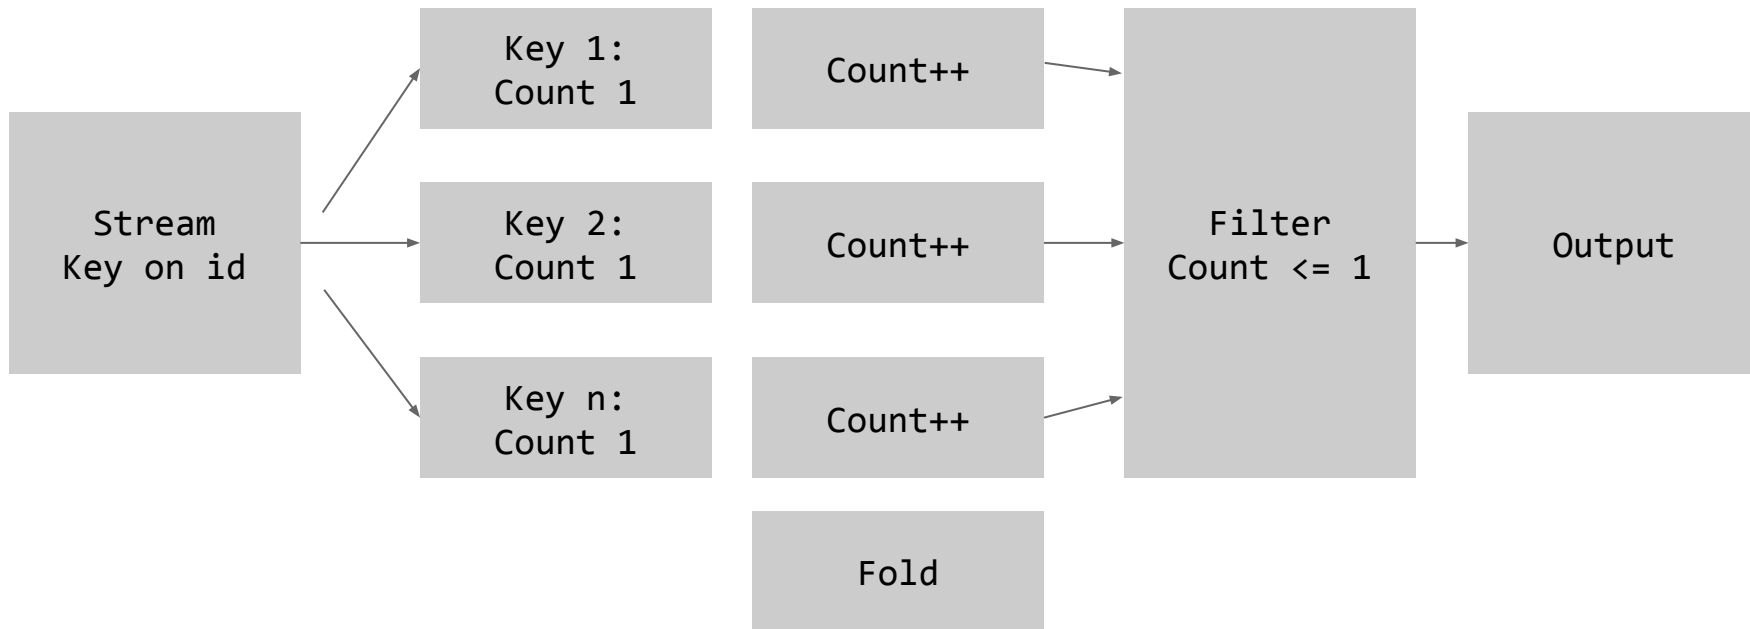 Stream
Key on id
Key 1:
Count 1
Key 2:
Count 1
Key n:
Count 1
Count++
Count++
Count++
Fold
Filter
Count <= 1
Output